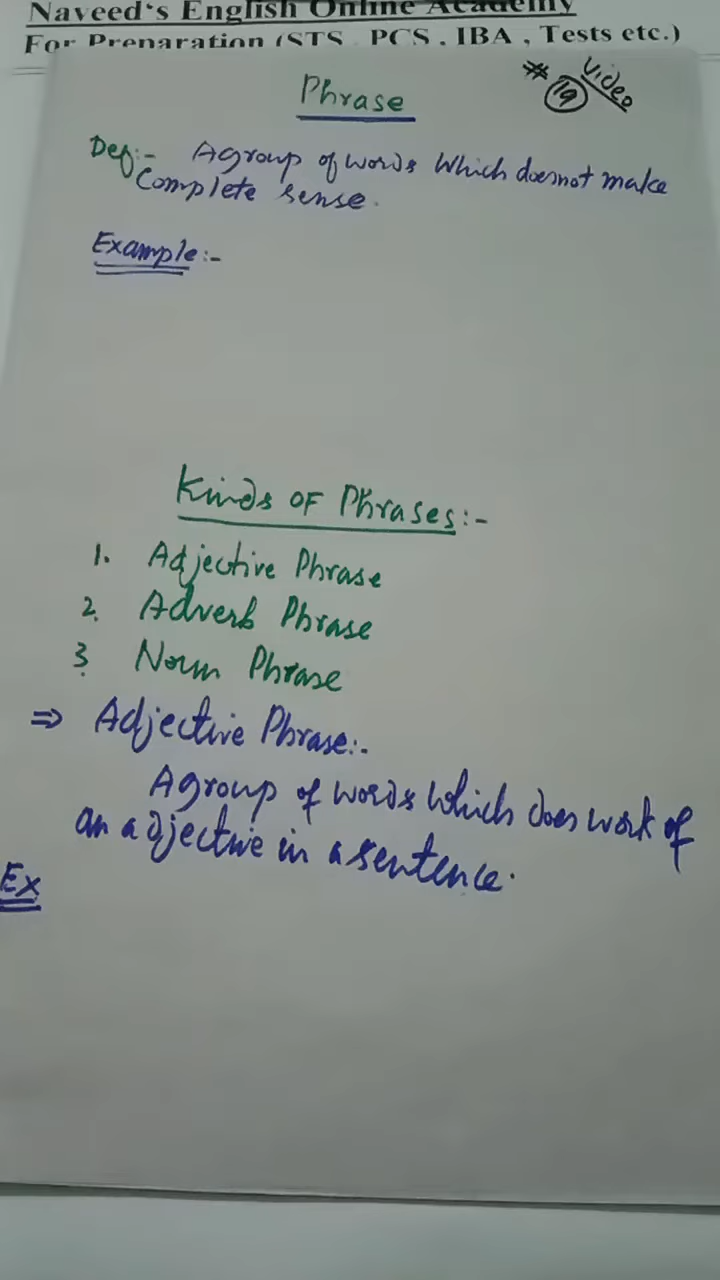 Naveed's English Online Academy
For Preparation (STS , PCS , IBA , Tests etc.)
Phrase
# 19 Video
Def:- A group of words Which doesnot make
Complete sense.
Example:-
Kinds OF Phrases:-
1. Adjective Phrase
2. Adverb Phrase
3. Noun Phrase
⇒ Adjective Phrase:-
A group of words Which does work of
an adjective in a sentence.
Ex